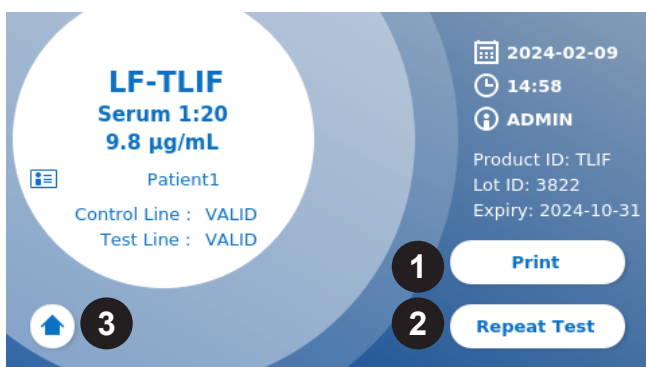 LF-TLIF
Serum 1:20
9.8 µg/mL
Patient1
Control Line : VALID
Test Line : VALID
3
2024-02-09
14:58
ADMIN
Product ID: TLIF
Lot ID: 3822
Expiry: 2024-10-31
1 Print
2 Repeat Test